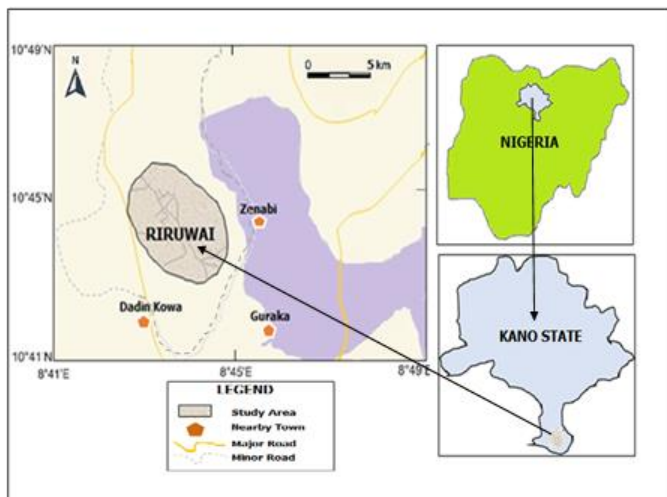 10°49'N
N
0 5 km
10°45'N
Zenabi
RIRUWAI
Dadin Kowa
Guraka
10°41'N
8°41'E
8°45'E
8°49'E
NIGERIA
KANO STATE
LEGEND
Study Area
Nearby Town
Major Road
Minor Road